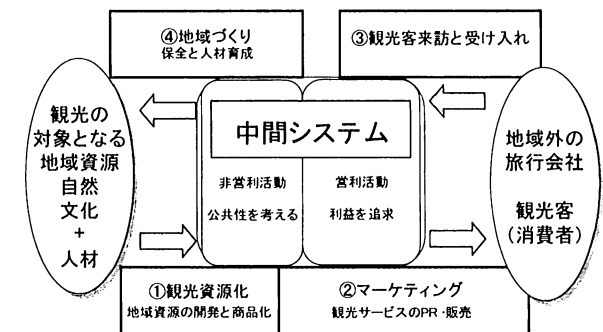 ④地域づくり
保全と人材育成
③観光客来訪と受け入れ
観光の
対象となる
地域資源
自然
文化
+
人材
中間システム
非営利活動
公共性を考える
営利活動
利益を追求
地域外の
旅行会社
観光客
(消費者)
①観光資源化
地域資源の開発と商品化
②マーケティング
観光サービスのPR・販売